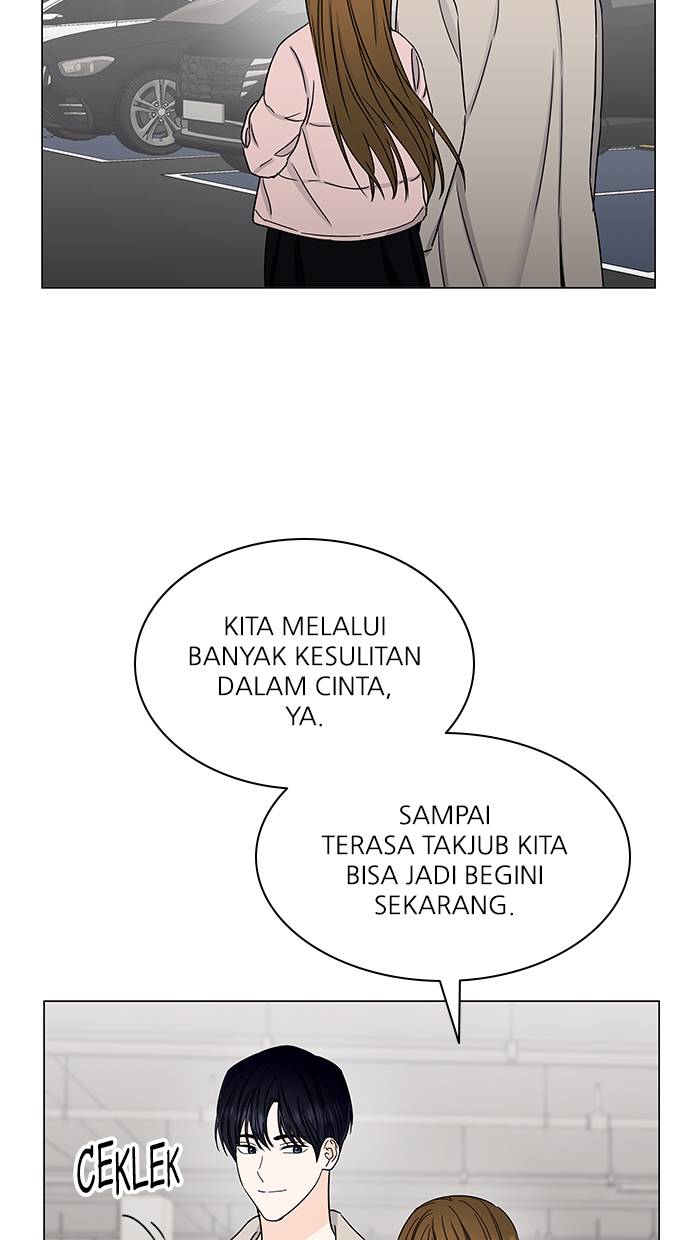 KITA MELALUI
BANYAK KESULITAN
DALAM CINTA,
YA.
SAMPAI
TERASA TAKJUB KITA
BISA JADI BEGINI
SEKARANG.
CEKLEK